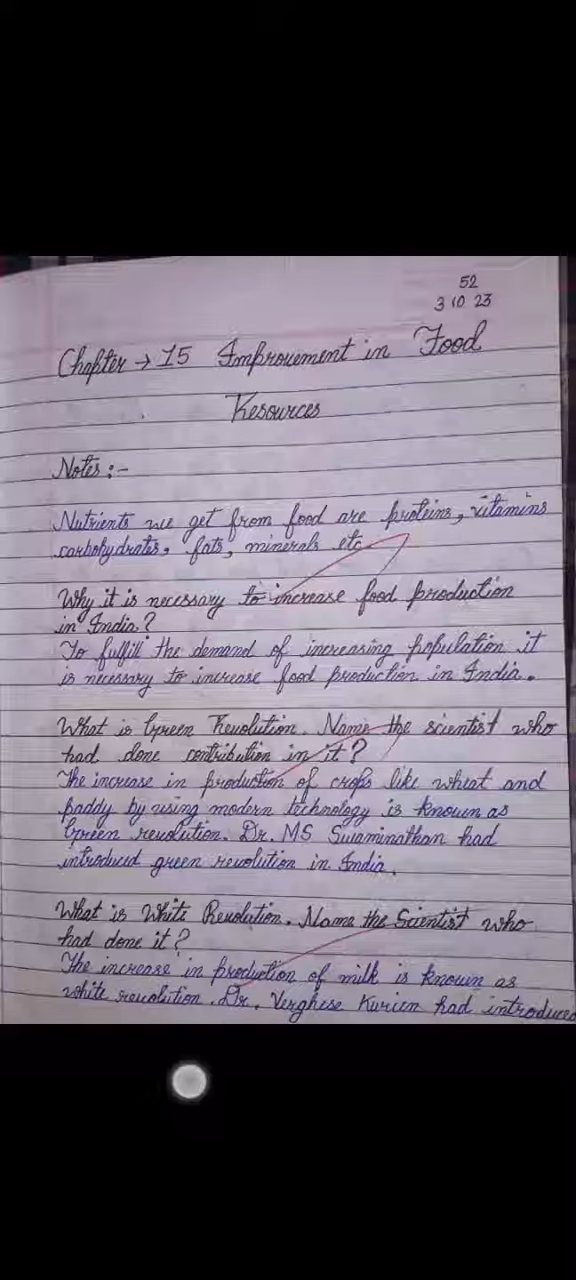 52
3 10 23
Chapter → 15 Improvement in Food
Resources
Notes :-
Nutrients we get from food are proteins, vitamins
carbohydrates, fats, minerals etc
Why it is necessary to increase food production
in India?
To fulfill the demand of increasing population it
is necessary to increase food production in India.
What is Green Revolution. Name the scientist who
had done contribution in it?
The increase in production of crops like wheat and
paddy by using modern technology is known as
Green revolution. Dr. MS Swaminathan had
introduced green revolution in India.
What is White Revolution. Name the Scientist who
had done it?
The increase in production of milk is known as
white revolution. Dr. Verghese Kurien had introduced